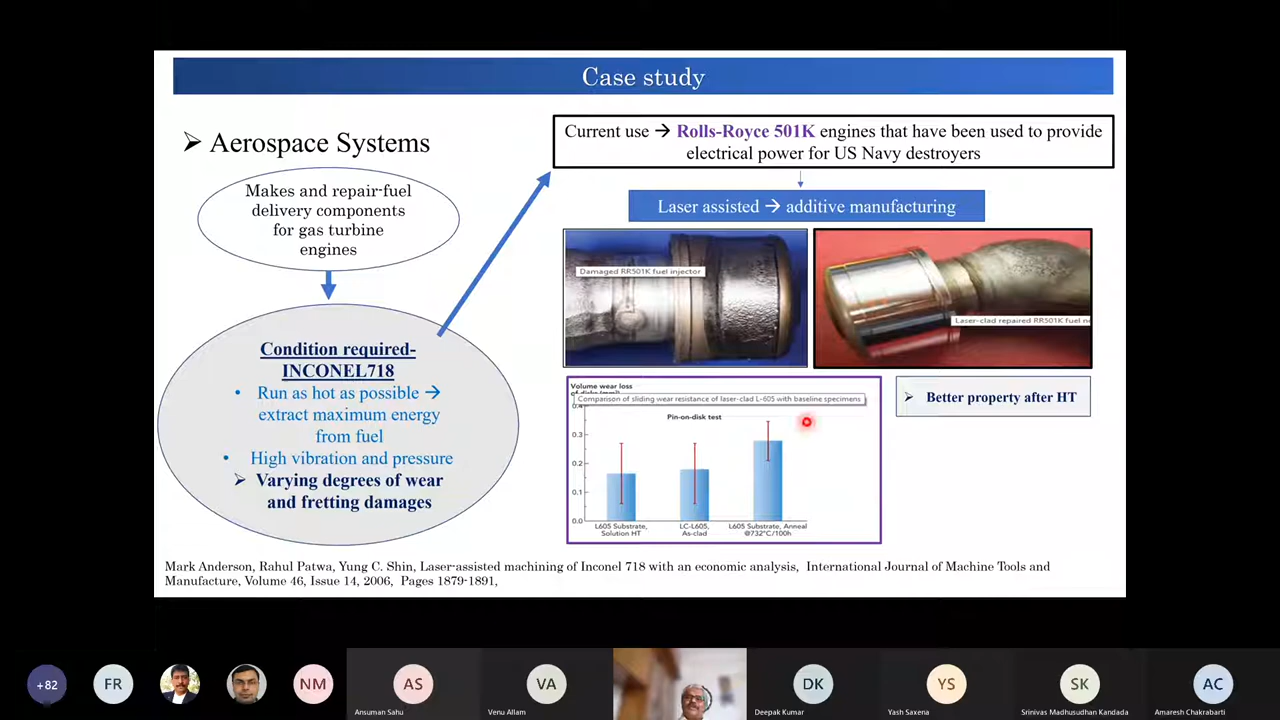 Case study
➢ Aerospace Systems
Makes and repair-fuel
delivery components
for gas turbine
engines
Condition required-
INCONEL718
• Run as hot as possible →
extract maximum energy
from fuel
• High vibration and pressure
➢ Varying degrees of wear
and fretting damages
Current use → Rolls-Royce 501K engines that have been used to provide
electrical power for US Navy destroyers
Laser assisted → additive manufacturing
Damaged RR501K fuel injector
Laser-clad repaired RR501K fuel
Volume wear loss
Comparison of sliding wear resistance of laser-clad L-605 with baseline specimens
Pin-on-disk test
0.4
0.3
0.2
0.1
0.0
L605 Substrate,
Solution HT
LC-L605,
As-clad
L605 Substrate, Anneal
@732°C/100h
➢ Better property after HT
Mark Anderson, Rahul Patwa, Yung C. Shin, Laser-assisted machining of Inconel 718 with an economic analysis, International Journal of Machine Tools and
Manufacture, Volume 46, Issue 14, 2006, Pages 1879-1891,
+82
FR
NM
AS
Ansuman Sahu
VA
Venu Allam
DK
Deepak Kumar
YS
Yash Saxena
SK
Srinivas Madhusudhan Kandada
AC
Amaresh Chakrabarti